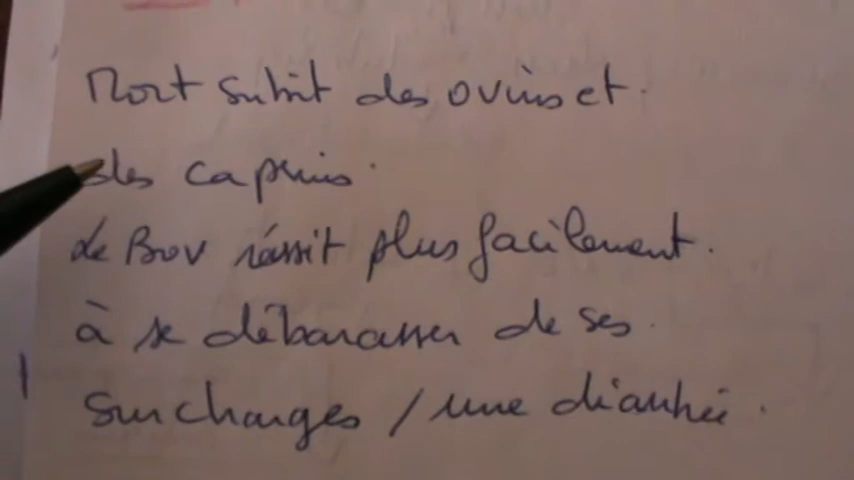 Mort subit des ovins et
des caprins
Le Bov réussit plus facilement
à se débarasser de ses
surcharges / une diarrhée